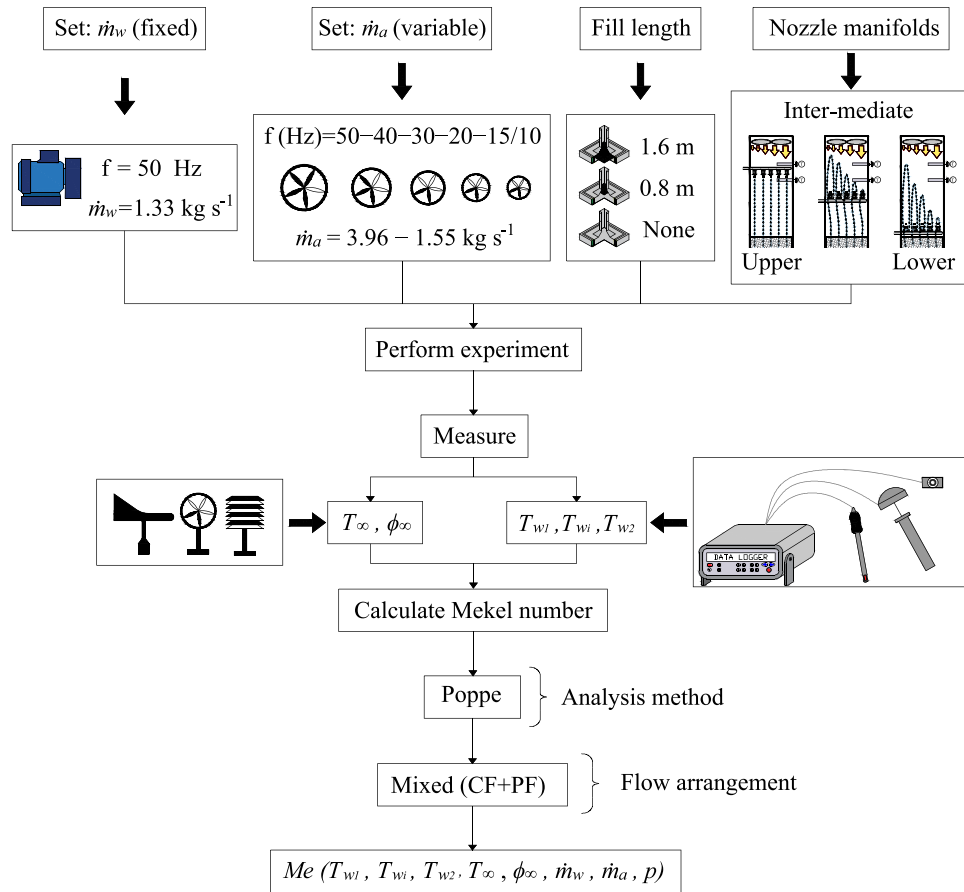 Set: ṁw (fixed)
Set: ṁa (variable)
Fill length
Nozzle manifolds
f = 50 Hz
ṁw=1.33 kg s-1
f (Hz)=50−40−30−20−15/10
ṁa = 3.96 − 1.55 kg s-1
1.6 m
0.8 m
None
Inter-mediate
Upper
Lower
Perform experiment
Measure
T∞ , ϕ∞
Tw1 ,Twi , Tw2
DATA LOGGER
Calculate Mekel number
Poppe
Analysis method
Mixed (CF+PF)
Flow arrangement
Me (Tw1 , Twi , Tw2, T∞ , ϕ∞ , ṁw , ṁa , p)